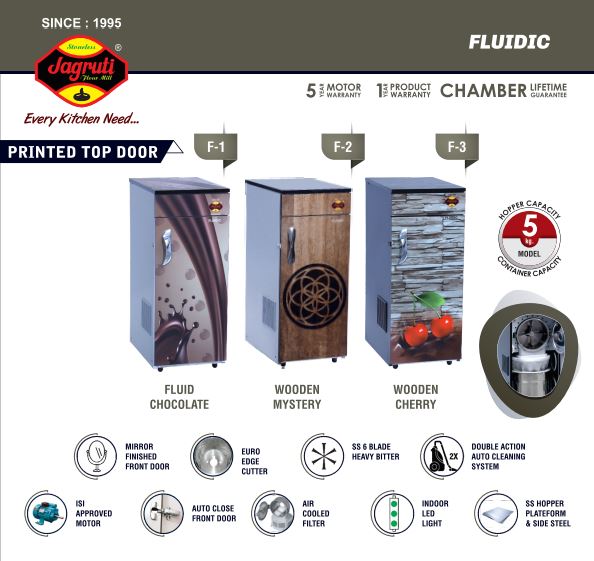 SINCE : 1995
FLUIDIC
Stoneless
Jagruti
Flour Mill
®
Every Kitchen Need...
5 YEAR MOTOR WARRANTY
1 YEAR PRODUCT WARRANTY
CHAMBER LIFETIME GUARANTEE
PRINTED TOP DOOR
F-1
F-2
F-3
HOPPER CAPACITY
5
kg.
MODEL
CONTAINER CAPACITY
FLUID
CHOCOLATE
WOODEN
MYSTERY
WOODEN
CHERRY
MIRROR
FINISHED
FRONT DOOR
EURO
EDGE
CUTTER
SS 6 BLADE
HEAVY BITTER
2X
DOUBLE ACTION
AUTO CLEANING
SYSTEM
ISI
APPROVED
MOTOR
AUTO CLOSE
FRONT DOOR
AIR
COOLED
FILTER
INDOOR
LED
LIGHT
SS HOPPER
PLATEFORM
& SIDE STEEL